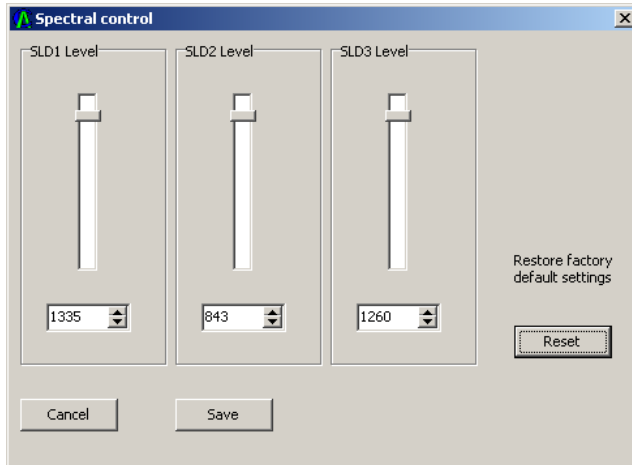 Spectral control
SLD1 Level
SLD2 Level
SLD3 Level
1335
843
1260
Restore factory
default settings
Reset
Cancel
Save